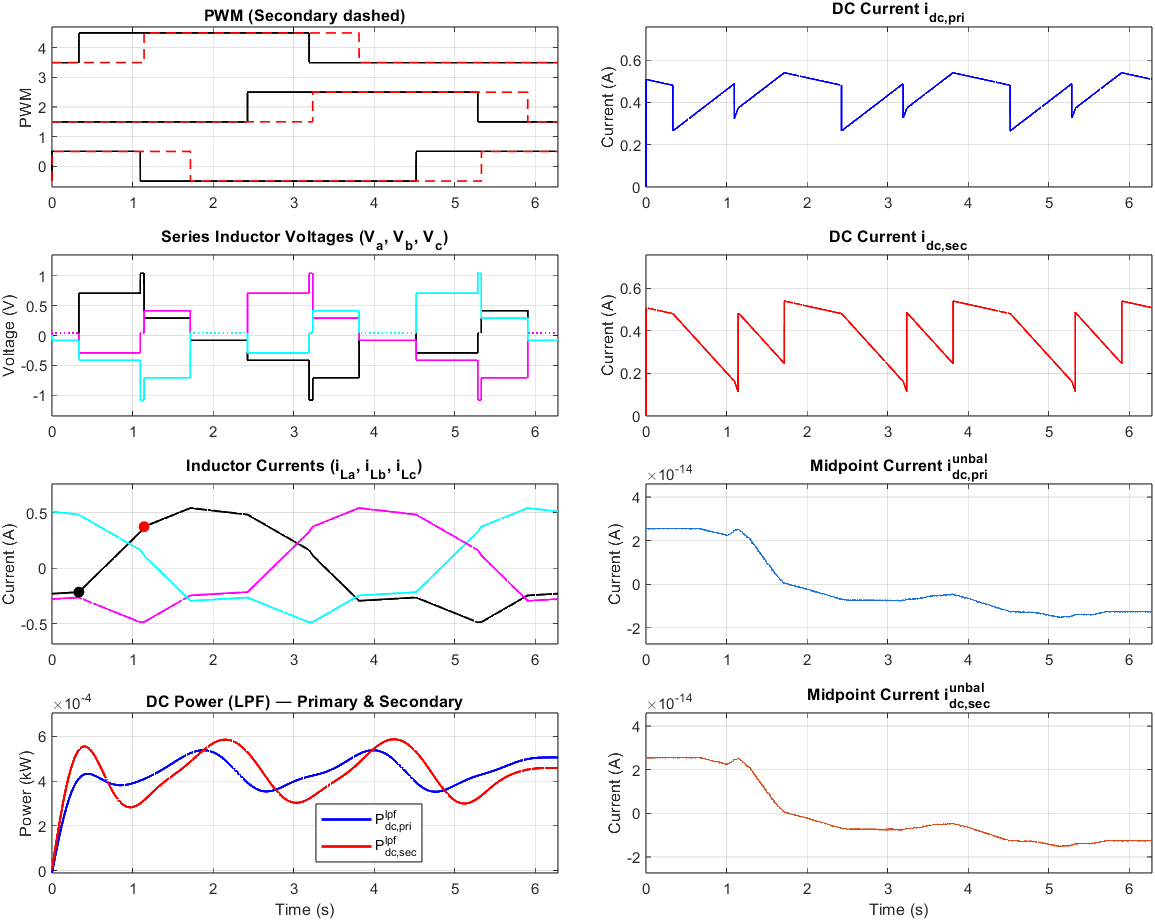 PWM (Secondary dashed)
PWM
4
3
2
1
0
0 1 2 3 4 5 6
DC Current i_dc,pri
Current (A)
0.6
0.4
0.2
0
0 1 2 3 4 5 6
Series Inductor Voltages (V_a, V_b, V_c)
Voltage (V)
1
0.5
0
-0.5
-1
0 1 2 3 4 5 6
DC Current i_dc,sec
Current (A)
0.6
0.4
0.2
0
0 1 2 3 4 5 6
Inductor Currents (i_La, i_Lb, i_Lc)
Current (A)
0.5
0
-0.5
0 1 2 3 4 5 6
Midpoint Current i^unbal_dc,pri
×10^-14
Current (A)
4
2
0
-2
0 1 2 3 4 5 6
DC Power (LPF) — Primary & Secondary
×10^-4
Power (kW)
6
4
2
0
P^lpf_dc,pri
P^lpf_dc,sec
0 1 2 3 4 5 6
Time (s)
Midpoint Current i^unbal_dc,sec
×10^-14
Current (A)
4
2
0
-2
0 1 2 3 4 5 6
Time (s)